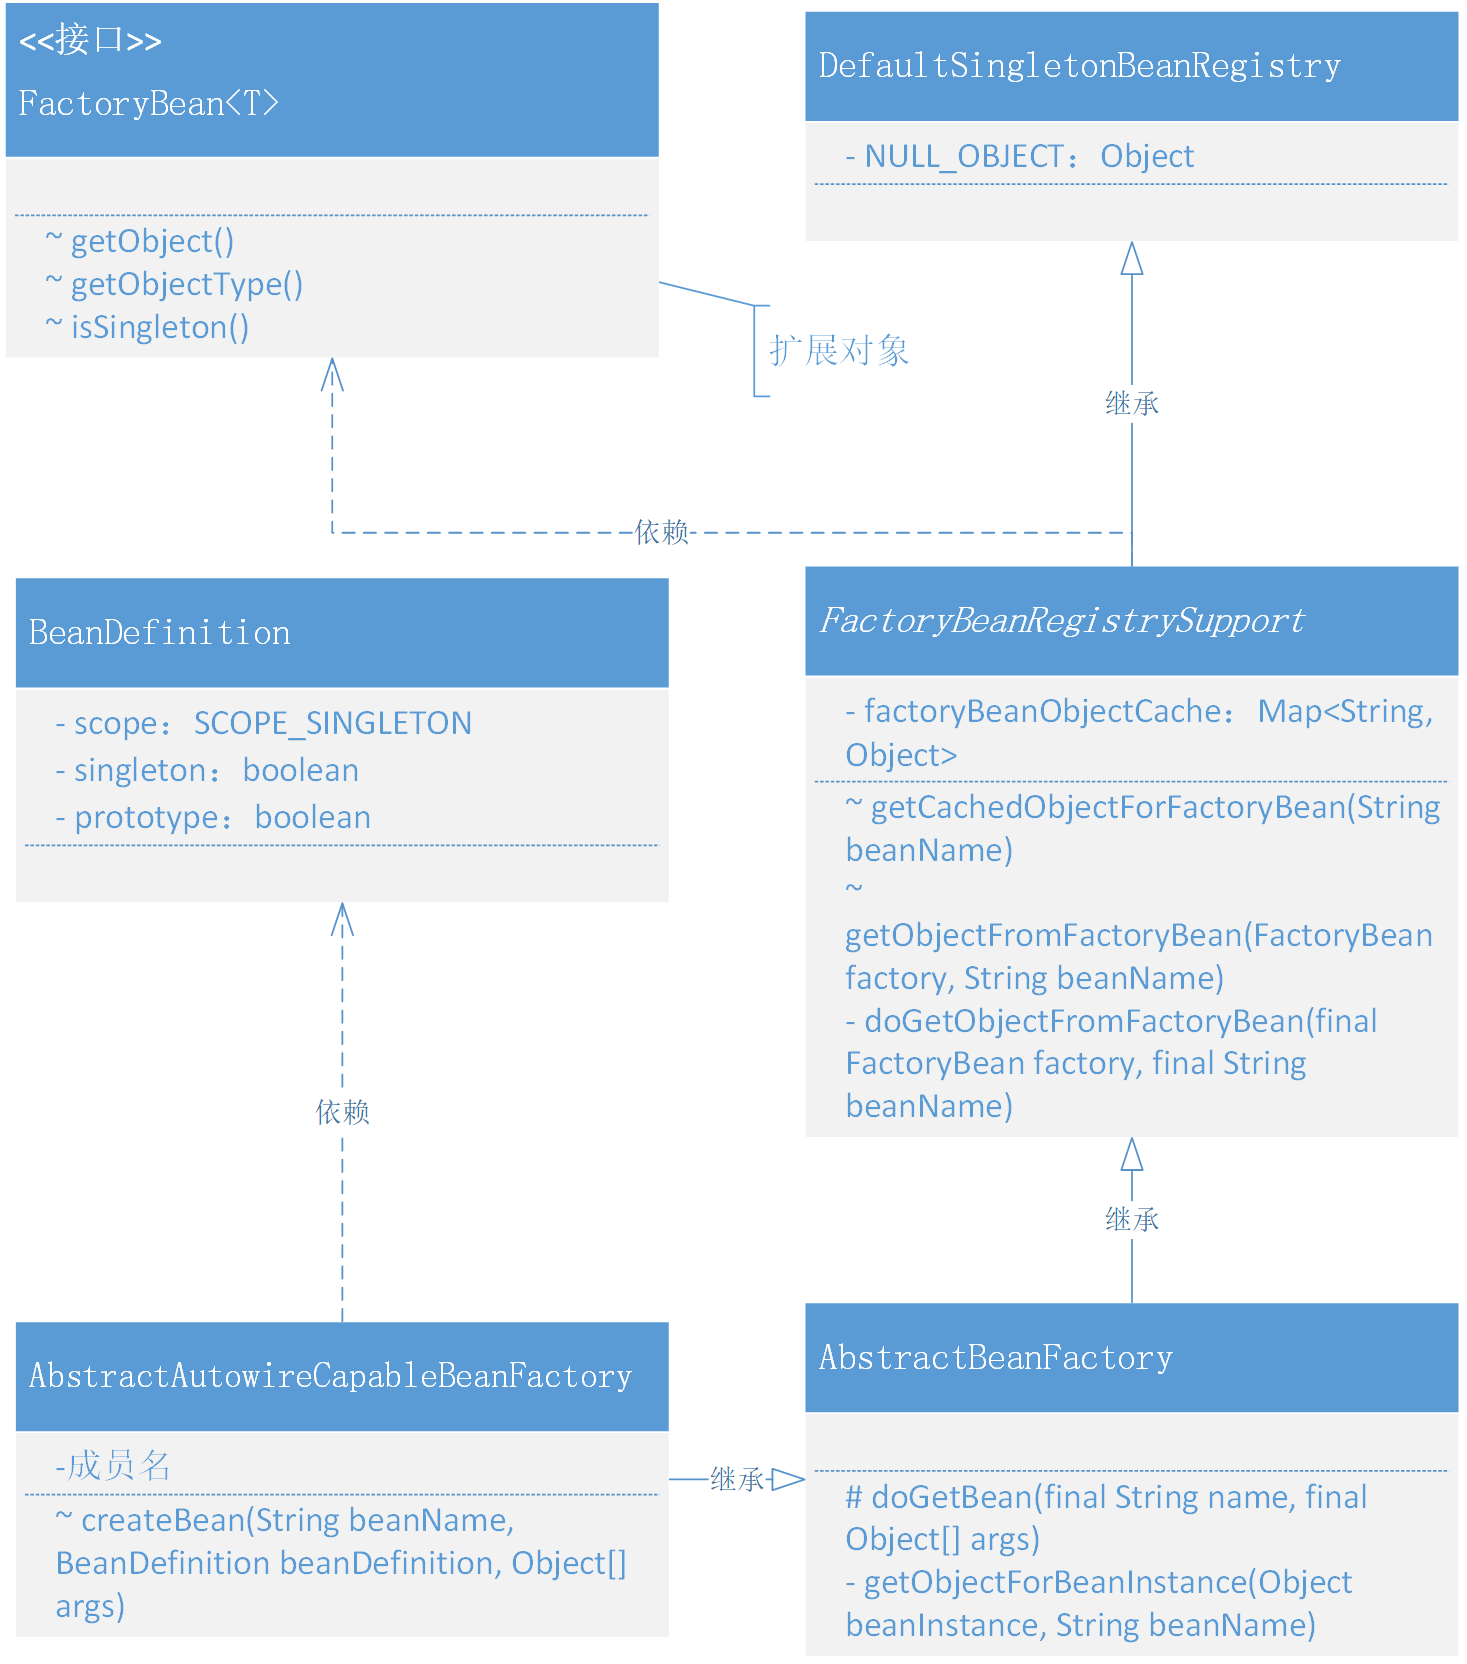 <<接口>>
FactoryBean<T>
~ getObject()
~ getObjectType()
~ isSingleton()
扩展对象
DefaultSingletonBeanRegistry
- NULL_OBJECT：Object
继承
依赖
BeanDefinition
- scope：SCOPE_SINGLETON
- singleton：boolean
- prototype：boolean
FactoryBeanRegistrySupport
- factoryBeanObjectCache：Map<String,
Object>
~ getCachedObjectForFactoryBean(String
beanName)
~
getObjectFromFactoryBean(FactoryBean
factory, String beanName)
- doGetObjectFromFactoryBean(final
FactoryBean factory, final String
beanName)
依赖
继承
AbstractAutowireCapableBeanFactory
-成员名
~ createBean(String beanName,
BeanDefinition beanDefinition, Object[]
args)
继承
AbstractBeanFactory
# doGetBean(final String name, final
Object[] args)
- getObjectForBeanInstance(Object
beanInstance, String beanName)